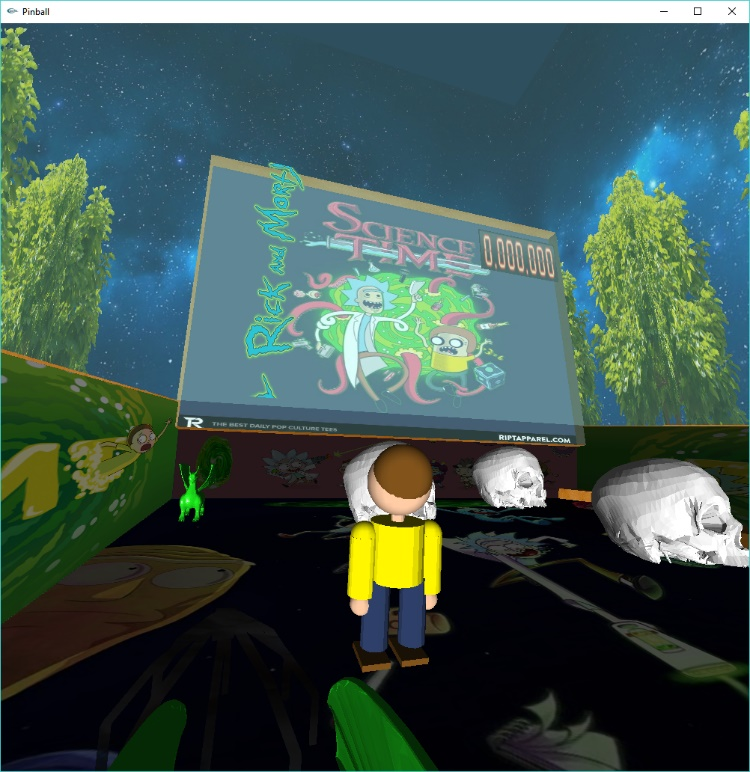 Pinball
Rick and Morty
SCIENCE
TIME
0,000,000
THE BEST DAILY POP CULTURE TEES
RIPTAPPAREL.COM